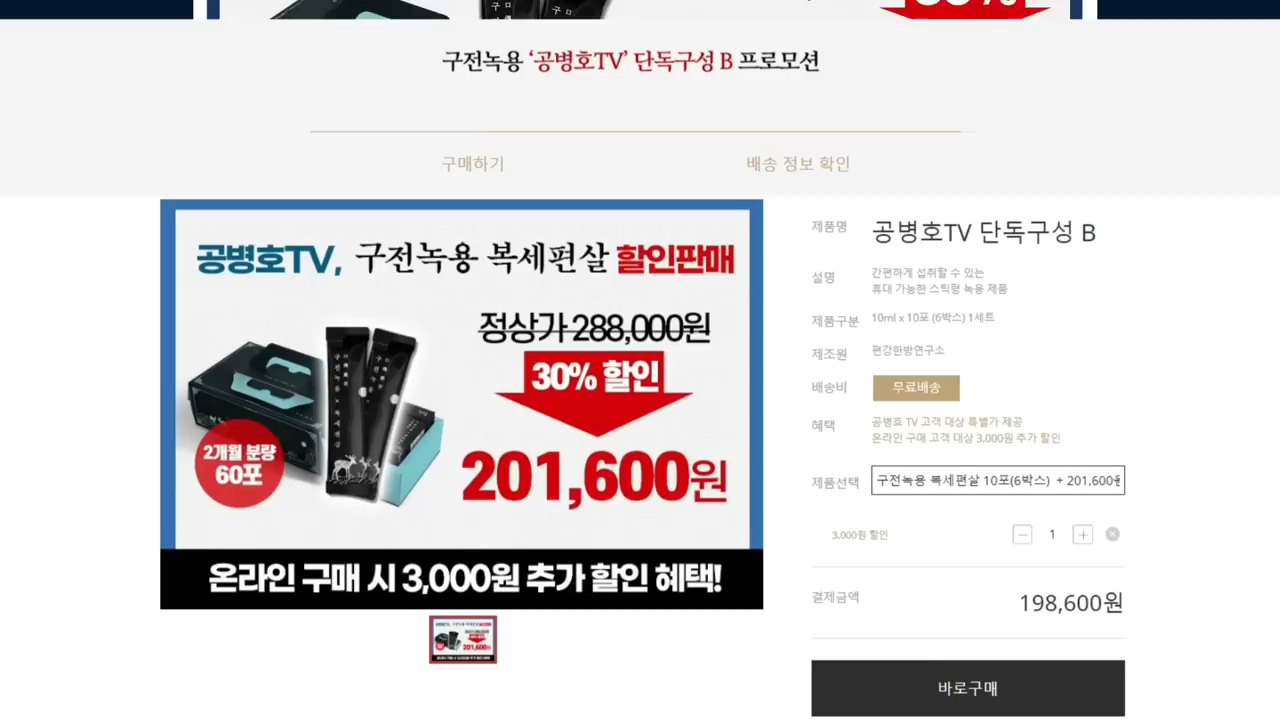 구전녹용 ‘공병호TV’ 단독구성 B 프로모션
구매하기
배송 정보 확인
공병호TV, 구전녹용 복세편살 할인판매
정상가 288,000원
30% 할인
201,600원
2개월 분량
60포
온라인 구매 시 3,000원 추가 할인 혜택!
제품명 공병호TV 단독구성 B
설명 간편하게 섭취할 수 있는
휴대 가능한 스틱형 녹용 제품
제품구분 10ml x 10포 (6박스) 1세트
제조원 편강한방연구소
배송비 무료배송
혜택 공병호 TV 고객 대상 특별가 제공
온라인 구매 고객 대상 3,000원 추가 할인
제품선택 구전녹용 복세편살 10포(6박스) + 201,600
3,000원 할인 − 1 +
결제금액 198,600원
바로구매